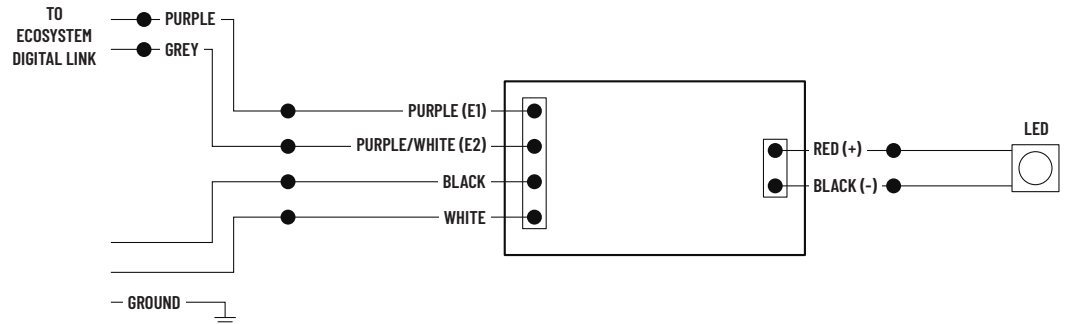 TO
ECOSYSTEM
DIGITAL LINK
PURPLE
GREY
PURPLE (E1)
PURPLE/WHITE (E2)
BLACK
WHITE
GROUND
RED (+)
BLACK (-)
LED